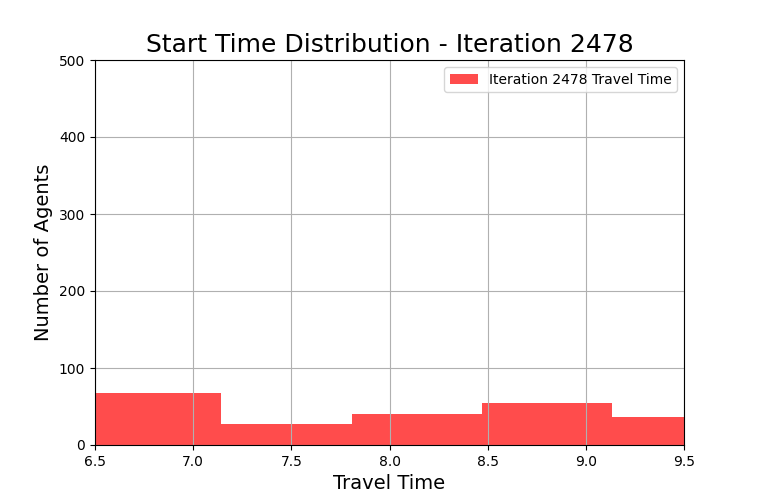 Start Time Distribution - Iteration 2478
500
400
300
200
100
0
Number of Agents
Iteration 2478 Travel Time
6.5 7.0 7.5 8.0 8.5 9.0 9.5
Travel Time